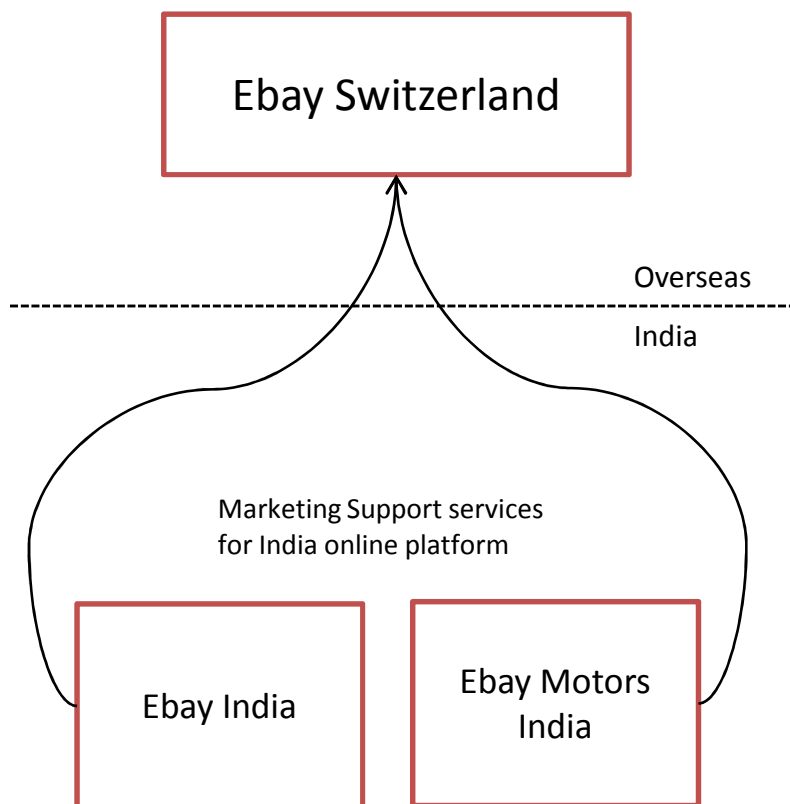 Ebay Switzerland
Overseas
India
Marketing Support services
for India online platform
Ebay India
Ebay Motors
India